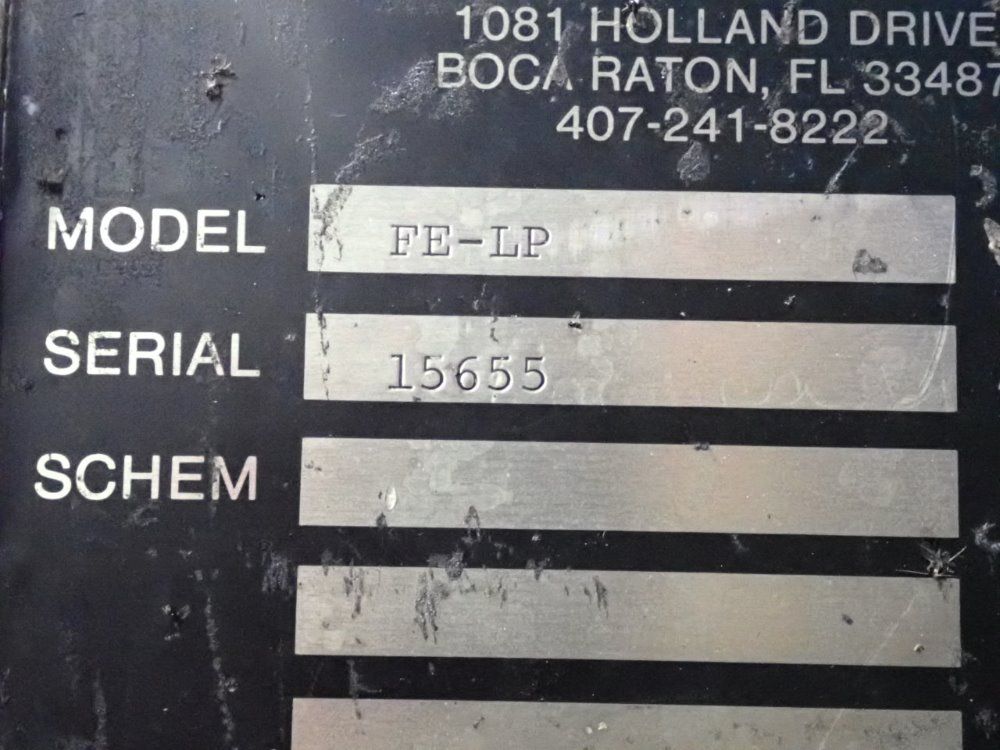 1081 HOLLAND DRIVE
BOCA RATON, FL 33487
407-241-8222
MODEL FE-LP
SERIAL 15655
SCHEM